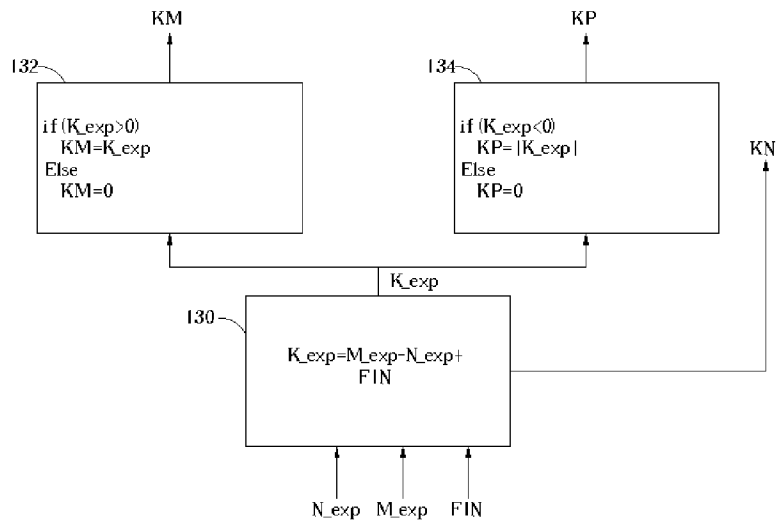 KM
KP
132
134
if (K_exp>0)
KM=K_exp
Else
KM=0
if (K_exp<0)
KP=|K_exp|
Else
KP=0
KN
K_exp
130
K_exp=M_exp-N_exp+
FIN
N_exp
M_exp
FIN